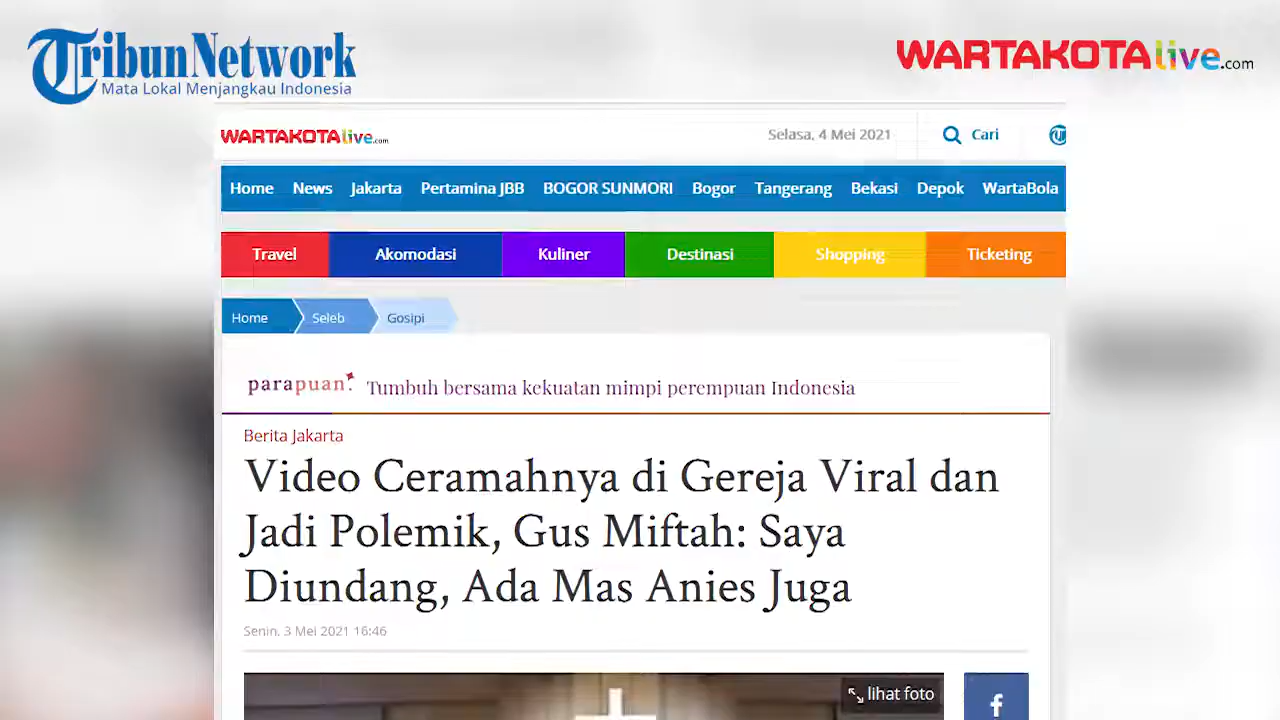 TribunNetwork
Mata Lokal Menjangkau Indonesia
WARTAKOTAlive.com
WARTAKOTAlive.com
Selasa, 4 Mei 2021
Cari
Home News Jakarta Pertamina JBB BOGOR SUNMORI Bogor Tangerang Bekasi Depok WartaBola
Travel Akomodasi Kuliner Destinasi Shopping Ticketing
Home Seleb Gosipi
parapuan. Tumbuh bersama kekuatan mimpi perempuan Indonesia
Berita Jakarta
Video Ceramahnya di Gereja Viral dan
Jadi Polemik, Gus Miftah: Saya
Diundang, Ada Mas Anies Juga
Senin, 3 Mei 2021 16:46
lihat foto
f